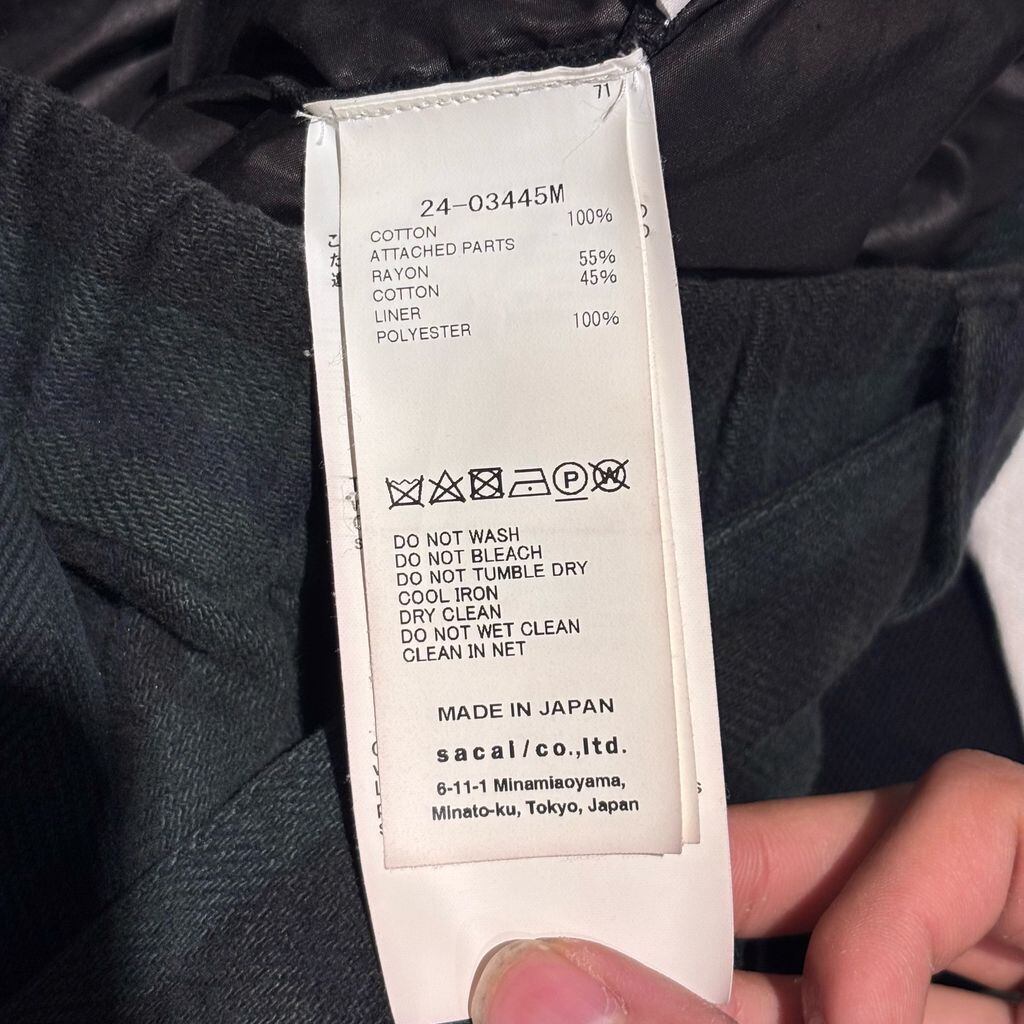 71
24-03445M
COTTON 100%
ATTACHED PARTS
RAYON 55%
COTTON 45%
LINER
POLYESTER 100%
P
W
DO NOT WASH
DO NOT BLEACH
DO NOT TUMBLE DRY
COOL IRON
DRY CLEAN
DO NOT WET CLEAN
CLEAN IN NET
MADE IN JAPAN
sacai/co.,ltd.
6-11-1 Minamiaoyama,
Minato-ku, Tokyo, Japan